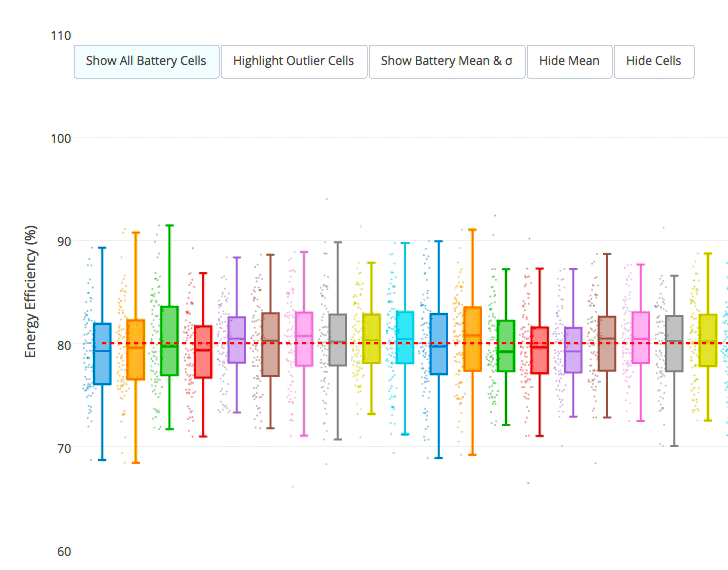 110
Show All Battery Cells
Highlight Outlier Cells
Show Battery Mean & σ
Hide Mean
Hide Cells
100
90
Energy Efficiency (%)
80
70
60